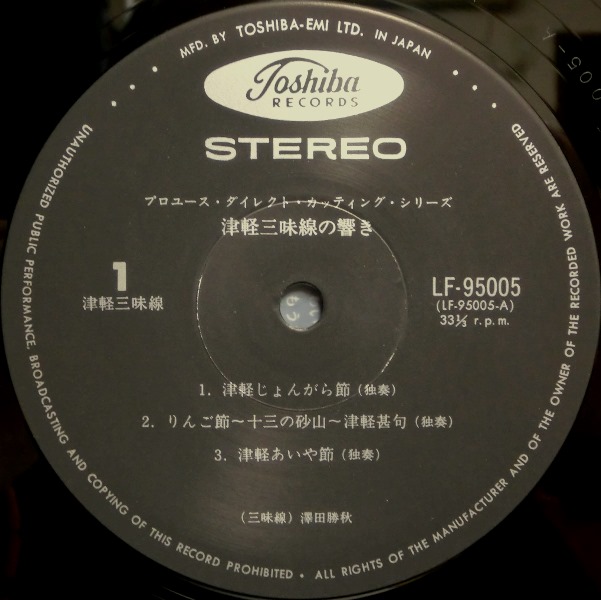 MFD. BY TOSHIBA-EMI LTD. IN JAPAN
Toshiba
RECORDS
STEREO
プロユース・ダイレクト・カッティング・シリーズ
津軽三味線の響き
1
津軽三味線
LF-95005
(LF-95005-A)
33⅓ r.p.m.
1. 津軽じょんがら節(独奏)
2. りんご節〜十三の砂山〜津軽甚句(独奏)
3. 津軽あいや節(独奏)
(三味線) 澤田勝秋
UNAUTHORIZED PUBLIC PERFORMANCE, BROADCASTING AND COPYING OF THIS RECORD PROHIBITED • ALL RIGHTS OF THE MANUFACTURER AND OF THE OWNER OF THE RECORDED WORK ARE RESERVED